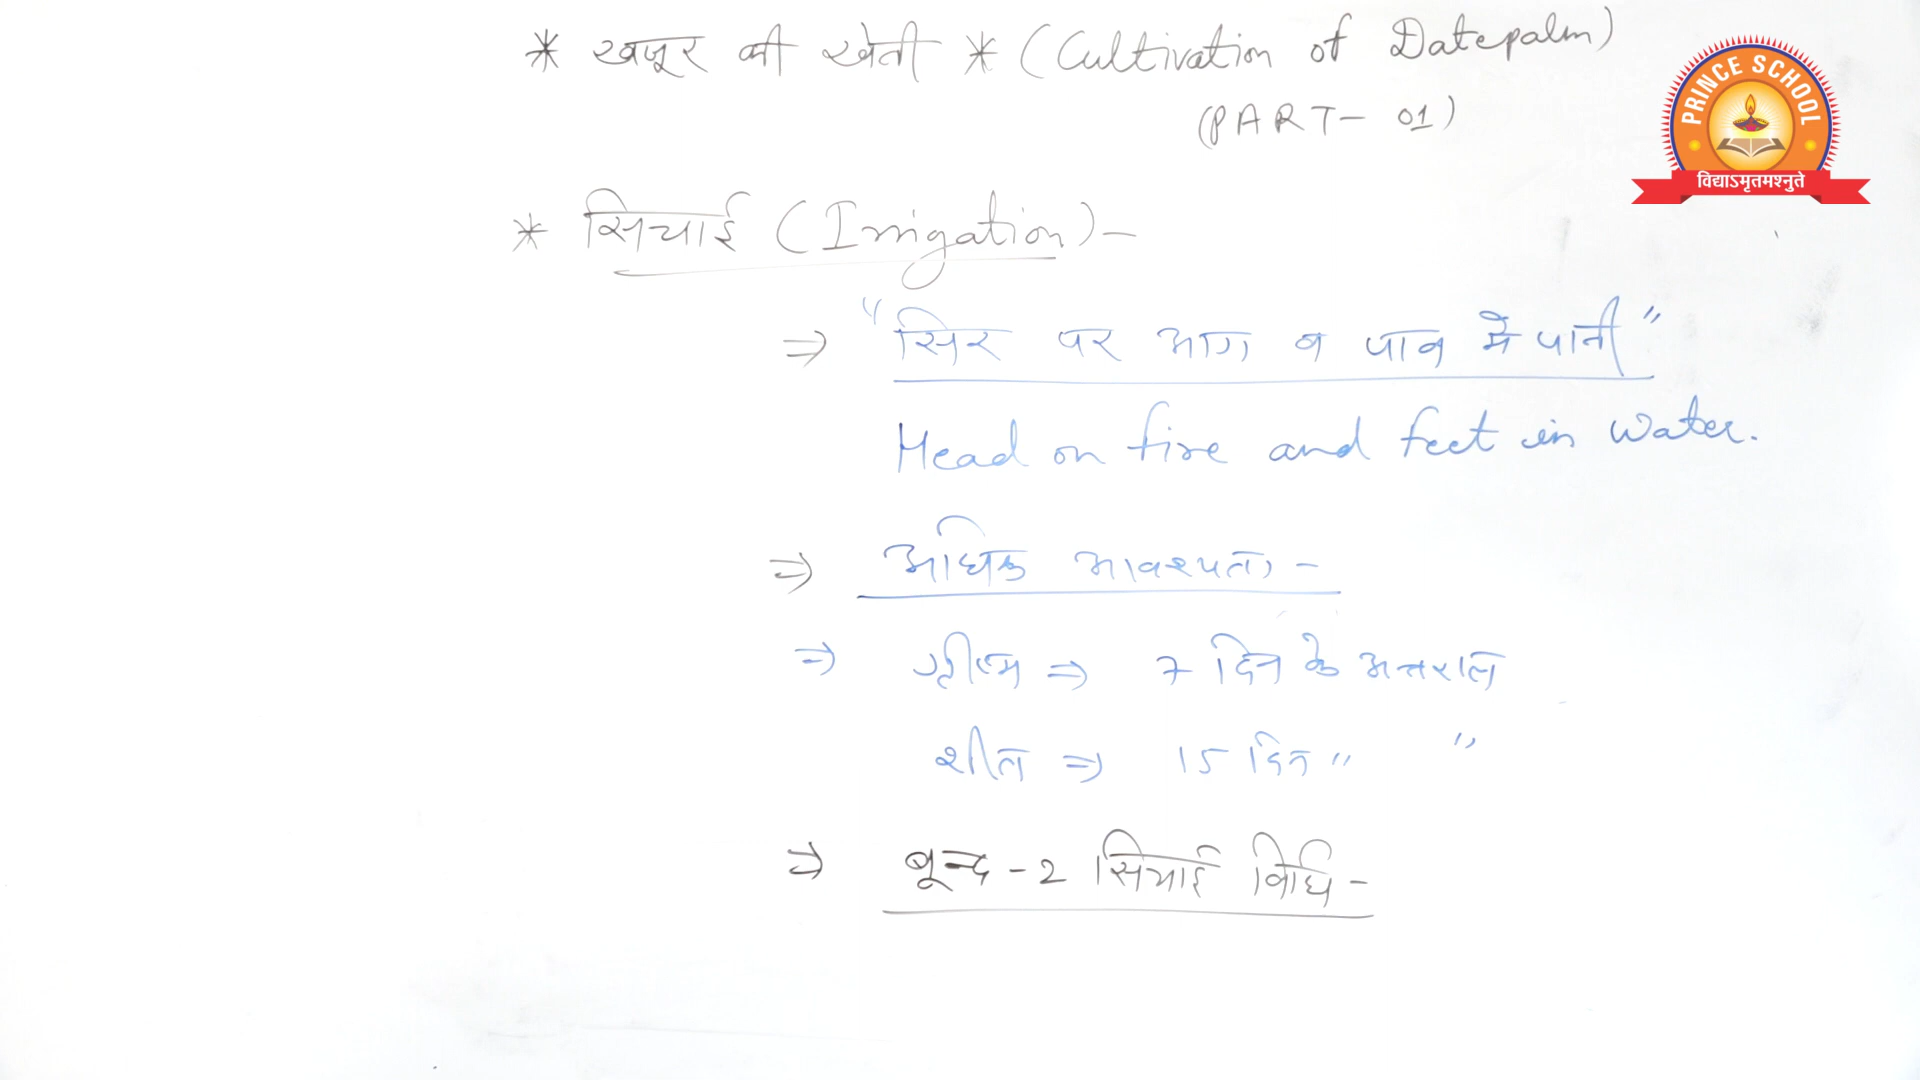 * खजूर की खेती * (Cultivation of Datepalm)
(PART- 01)
PRINCE SCHOOL
विद्याऽमृतमश्नुते
* सिचाई (Irrigation) -
⇒ "सिर पर आग व पाव मे पानी"
Head on fire and feet in water.
⇒ अधिक आवश्यता -
⇒ ग्रीष्म ⇒ 7 दिन के अन्तराल
शीत ⇒ 15 दिन " "
⇒ बून्द - 2 सिचाई विधि -